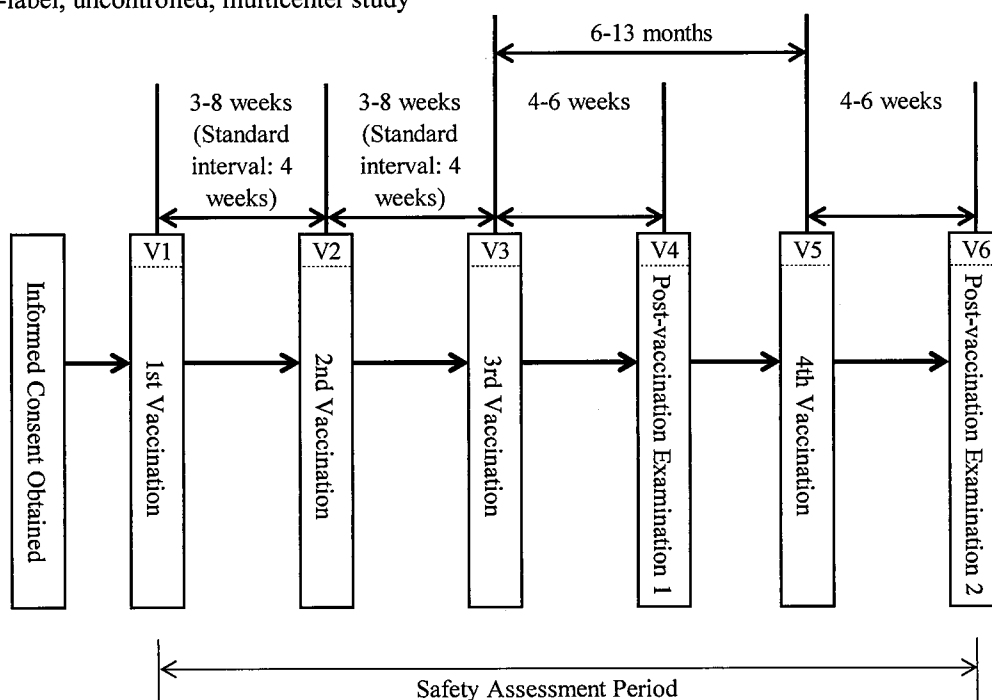 -label, uncontrolled, multicenter study
6-13 months
3-8 weeks
(Standard
interval: 4
weeks)
3-8 weeks
(Standard
interval: 4
weeks)
4-6 weeks
4-6 weeks
Informed Consent Obtained
V1
1st Vaccination
V2
2nd Vaccination
V3
3rd Vaccination
V4
Post-vaccination Examination 1
V5
4th Vaccination
V6
Post-vaccination Examination 2
Safety Assessment Period